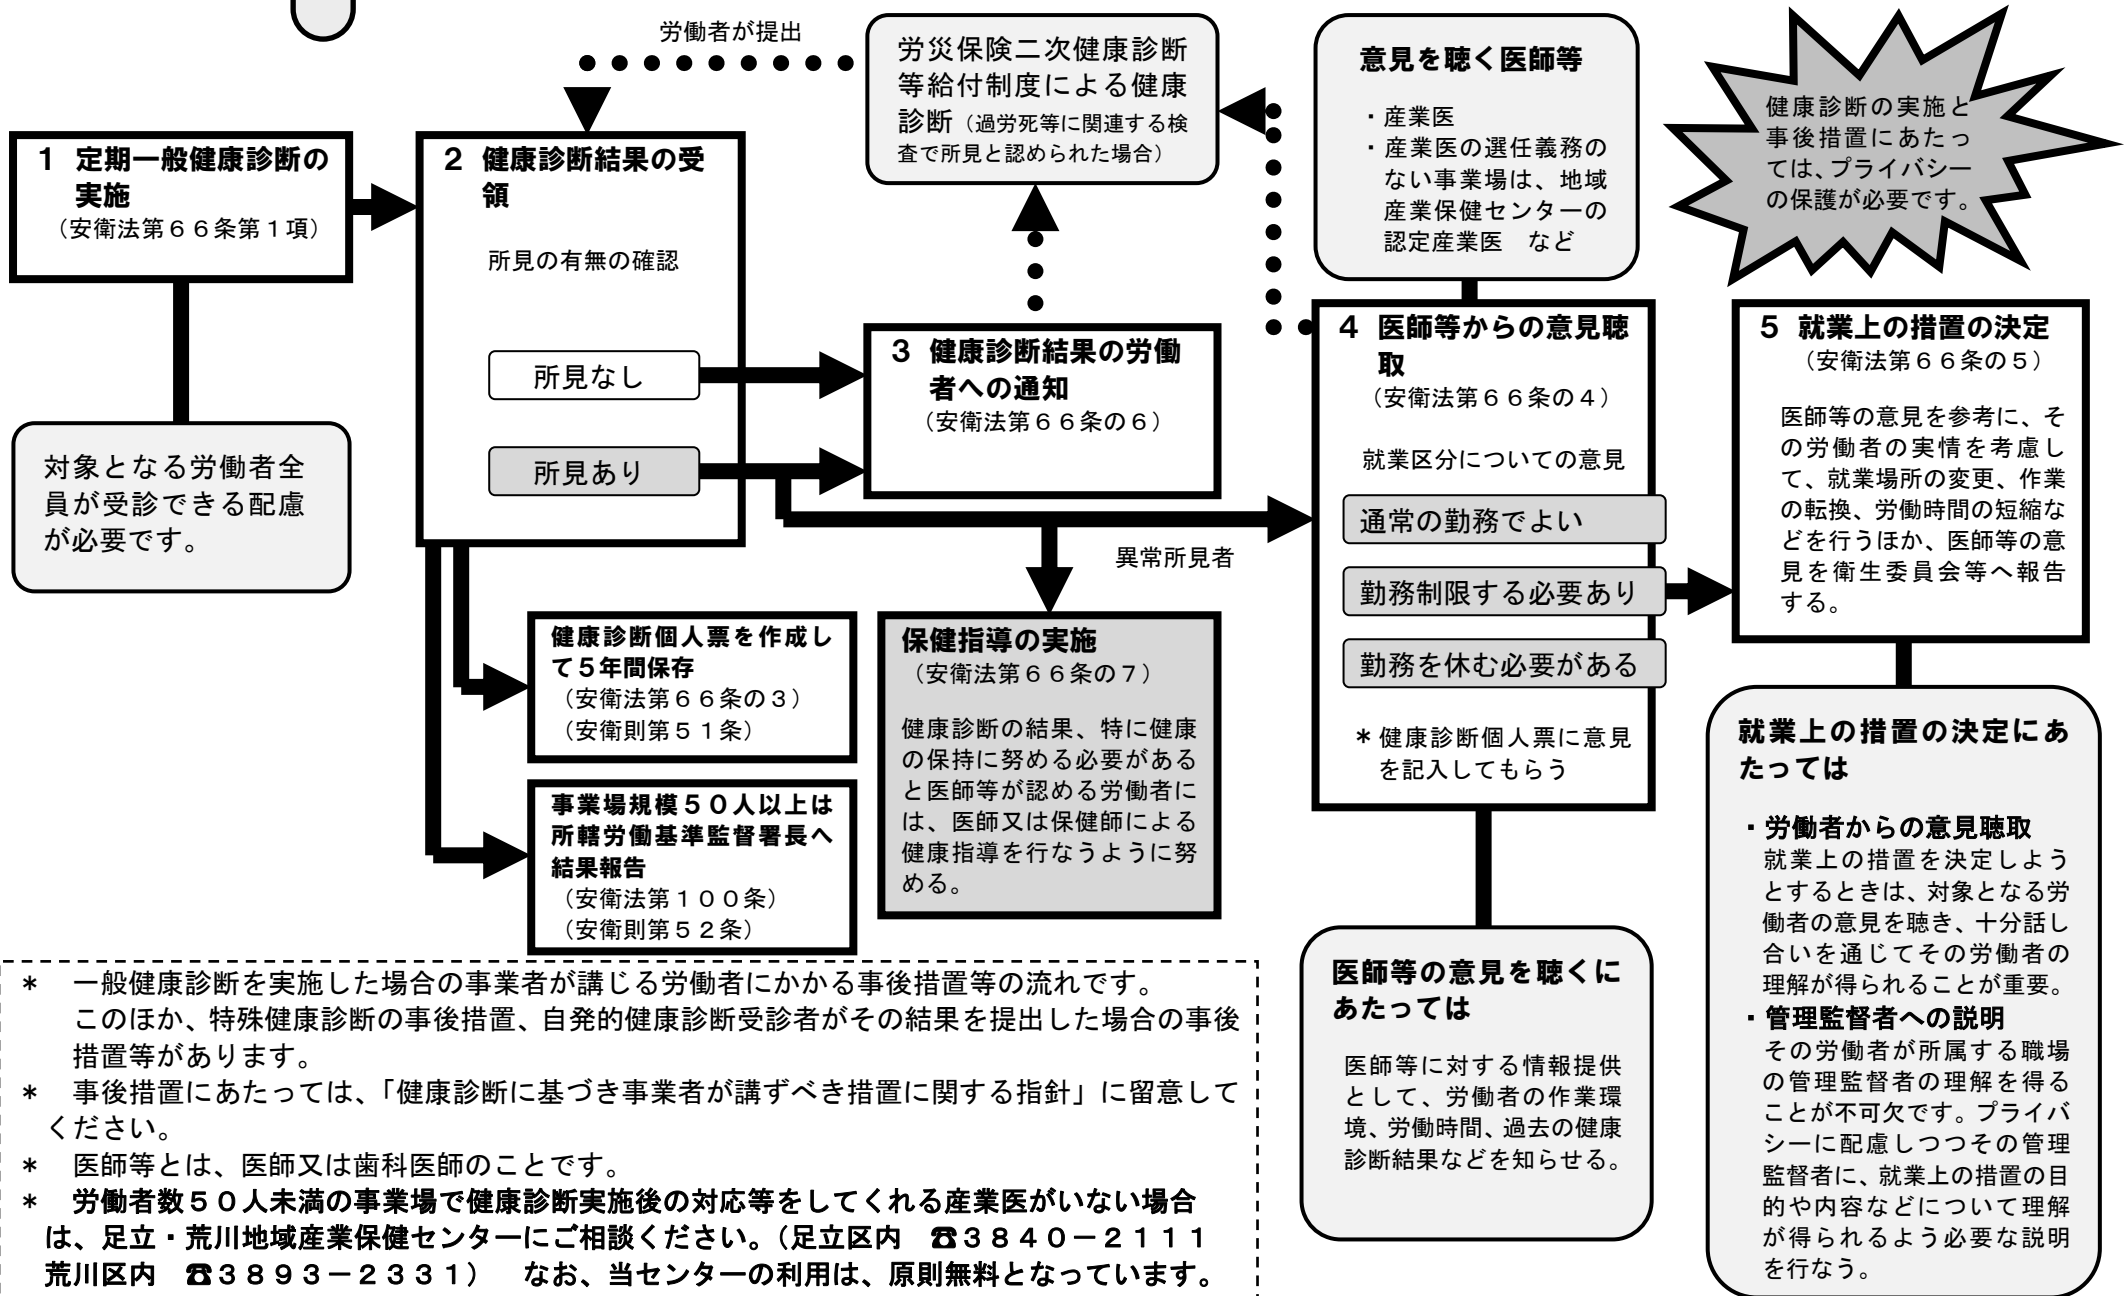 労働者が提出
労災保険二次健康診断
等給付制度による健康
診断（過労死等に関連する検
査で所見と認められた場合）
意見を聴く医師等
・産業医
・産業医の選任義務の
ない事業場は、地域
産業保健センターの
認定産業医　など
健康診断の実施と
事後措置にあたっ
ては、プライバシー
の保護が必要です。
１　定期一般健康診断の
実施
（安衛法第６６条第１項）
対象となる労働者全
員が受診できる配慮
が必要です。
２　健康診断結果の受
領
所見の有無の確認
所見なし
所見あり
３　健康診断結果の労働
者への通知
（安衛法第６６条の６）
異常所見者
健康診断個人票を作成し
て５年間保存
（安衛法第６６条の３）
（安衛則第５１条）
事業場規模５０人以上は
所轄労働基準監督署長へ
結果報告
（安衛法第１００条）
（安衛則第５２条）
保健指導の実施
（安衛法第６６条の７）
健康診断の結果、特に健康
の保持に努める必要がある
と医師等が認める労働者に
は、医師又は保健師による
健康指導を行なうように努
める。
４　医師等からの意見聴
取
（安衛法第６６条の４）
就業区分についての意見
通常の勤務でよい
勤務制限する必要あり
勤務を休む必要がある
＊健康診断個人票に意見
を記入してもらう
医師等の意見を聴くに
あたっては
医師等に対する情報提供
として、労働者の作業環
境、労働時間、過去の健康
診断結果などを知らせる。
５　就業上の措置の決定
（安衛法第６６条の５）
医師等の意見を参考に、そ
の労働者の実情を考慮し
て、就業場所の変更、作業
の転換、労働時間の短縮な
どを行うほか、医師等の意
見を衛生委員会等へ報告
する。
就業上の措置の決定にあ
たっては
・労働者からの意見聴取
就業上の措置を決定しよう
とするときは、対象となる労
働者の意見を聴き、十分話し
合いを通じてその労働者の
理解が得られることが重要。
・管理監督者への説明
その労働者が所属する職場
の管理監督者の理解を得る
ことが不可欠です。プライバ
シーに配慮しつつその管理
監督者に、就業上の措置の目
的や内容などについて理解
が得られるよう必要な説明
を行なう。
＊　一般健康診断を実施した場合の事業者が講じる労働者にかかる事後措置等の流れです。
このほか、特殊健康診断の事後措置、自発的健康診断受診者がその結果を提出した場合の事後
措置等があります。
＊　事後措置にあたっては、「健康診断に基づき事業者が講ずべき措置に関する指針」に留意して
ください。
＊　医師等とは、医師又は歯科医師のことです。
＊　労働者数５０人未満の事業場で健康診断実施後の対応等をしてくれる産業医がいない場合
は、足立・荒川地域産業保健センターにご相談ください。（足立区内　☎３８４０－２１１１
荒川区内　☎３８９３－２３３１）　なお、当センターの利用は、原則無料となっています。